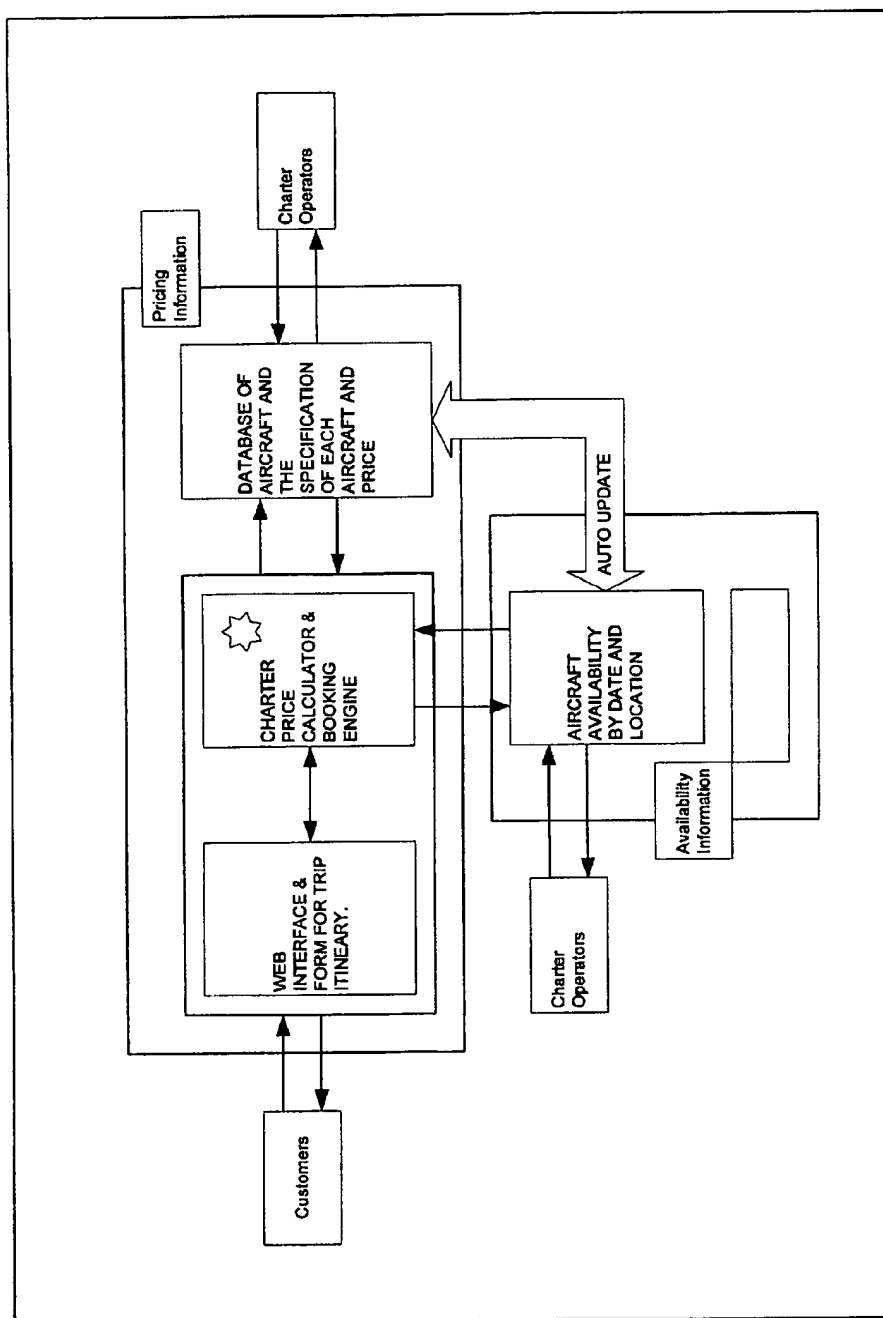 Pricing
Information
Charter
Operators
DATABASE OF
AIRCRAFT AND
THE
SPECIFICATION
OF EACH
AIRCRAFT AND
PRICE
CHARTER
PRICE
CALCULATOR &
BOOKING
ENGINE
WEB
INTERFACE &
FORM FOR TRIP
ITINEARY.
Customers
AUTO UPDATE
AIRCRAFT
AVAILABILITY
BY DATE AND
LOCATION
Availability
Information
Charter
Operators